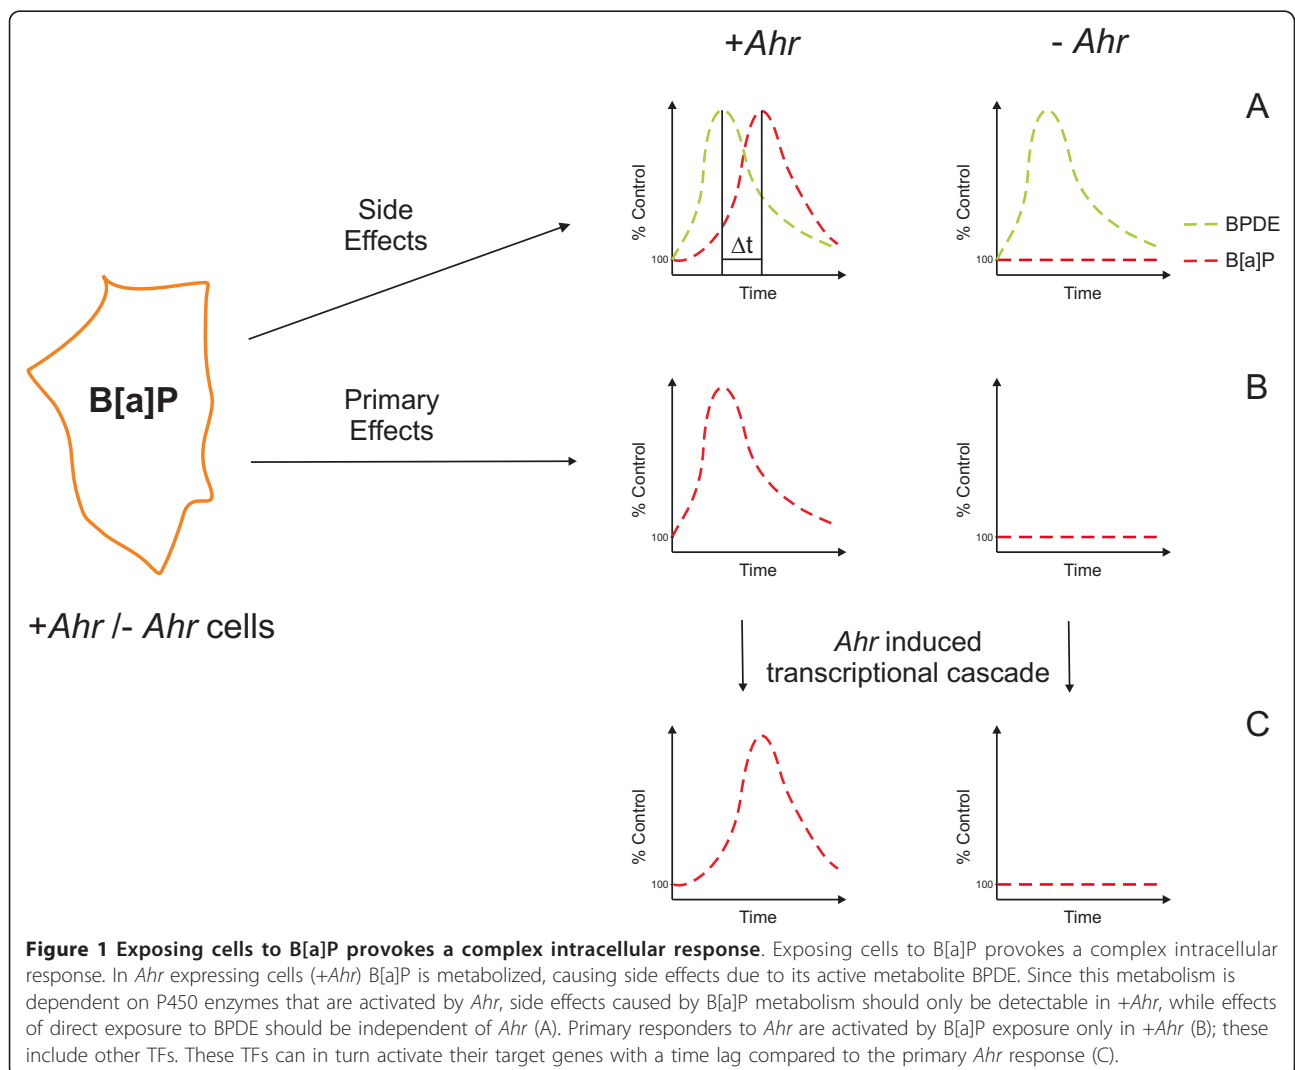 +Ahr
- Ahr
A
% Control
100
Δt
Time
% Control
100
Time
BPDE
B[a]P
Side
Effects
B[a]P
Primary
Effects
+Ahr /- Ahr cells
B
% Control
100
Time
% Control
100
Time
Ahr induced
transcriptional cascade
C
% Control
100
Time
% Control
100
Time
Figure 1 Exposing cells to B[a]P provokes a complex intracellular response. Exposing cells to B[a]P provokes a complex intracellular
response. In Ahr expressing cells (+Ahr) B[a]P is metabolized, causing side effects due to its active metabolite BPDE. Since this metabolism is
dependent on P450 enzymes that are activated by Ahr, side effects caused by B[a]P metabolism should only be detectable in +Ahr, while effects
of direct exposure to BPDE should be independent of Ahr (A). Primary responders to Ahr are activated by B[a]P exposure only in +Ahr (B); these
include other TFs. These TFs can in turn activate their target genes with a time lag compared to the primary Ahr response (C).